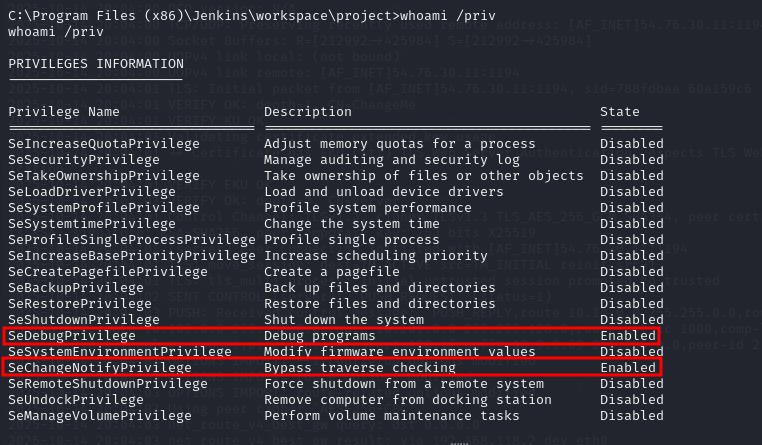 C:\Program Files (x86)\Jenkins\workspace\project>whoami /priv
whoami /priv
PRIVILEGES INFORMATION
Privilege Name Description State
SeIncreaseQuotaPrivilege Adjust memory quotas for a process Disabled
SeSecurityPrivilege Manage auditing and security log Disabled
SeTakeOwnershipPrivilege Take ownership of files or other objects Disabled
SeLoadDriverPrivilege Load and unload device drivers Disabled
SeSystemProfilePrivilege Profile system performance Disabled
SeSystemtimePrivilege Change the system time Disabled
SeProfileSingleProcessPrivilege Profile single process Disabled
SeIncreaseBasePriorityPrivilege Increase scheduling priority Disabled
SeCreatePagefilePrivilege Create a pagefile Disabled
SeBackupPrivilege Back up files and directories Disabled
SeRestorePrivilege Restore files and directories Disabled
SeShutdownPrivilege Shut down the system Disabled
SeDebugPrivilege Debug programs Enabled
SeSystemEnvironmentPrivilege Modify firmware environment values Disabled
SeChangeNotifyPrivilege Bypass traverse checking Enabled
SeRemoteShutdownPrivilege Force shutdown from a remote system Disabled
SeUndockPrivilege Remove computer from docking station Disabled
SeManageVolumePrivilege Perform volume maintenance tasks Disabled